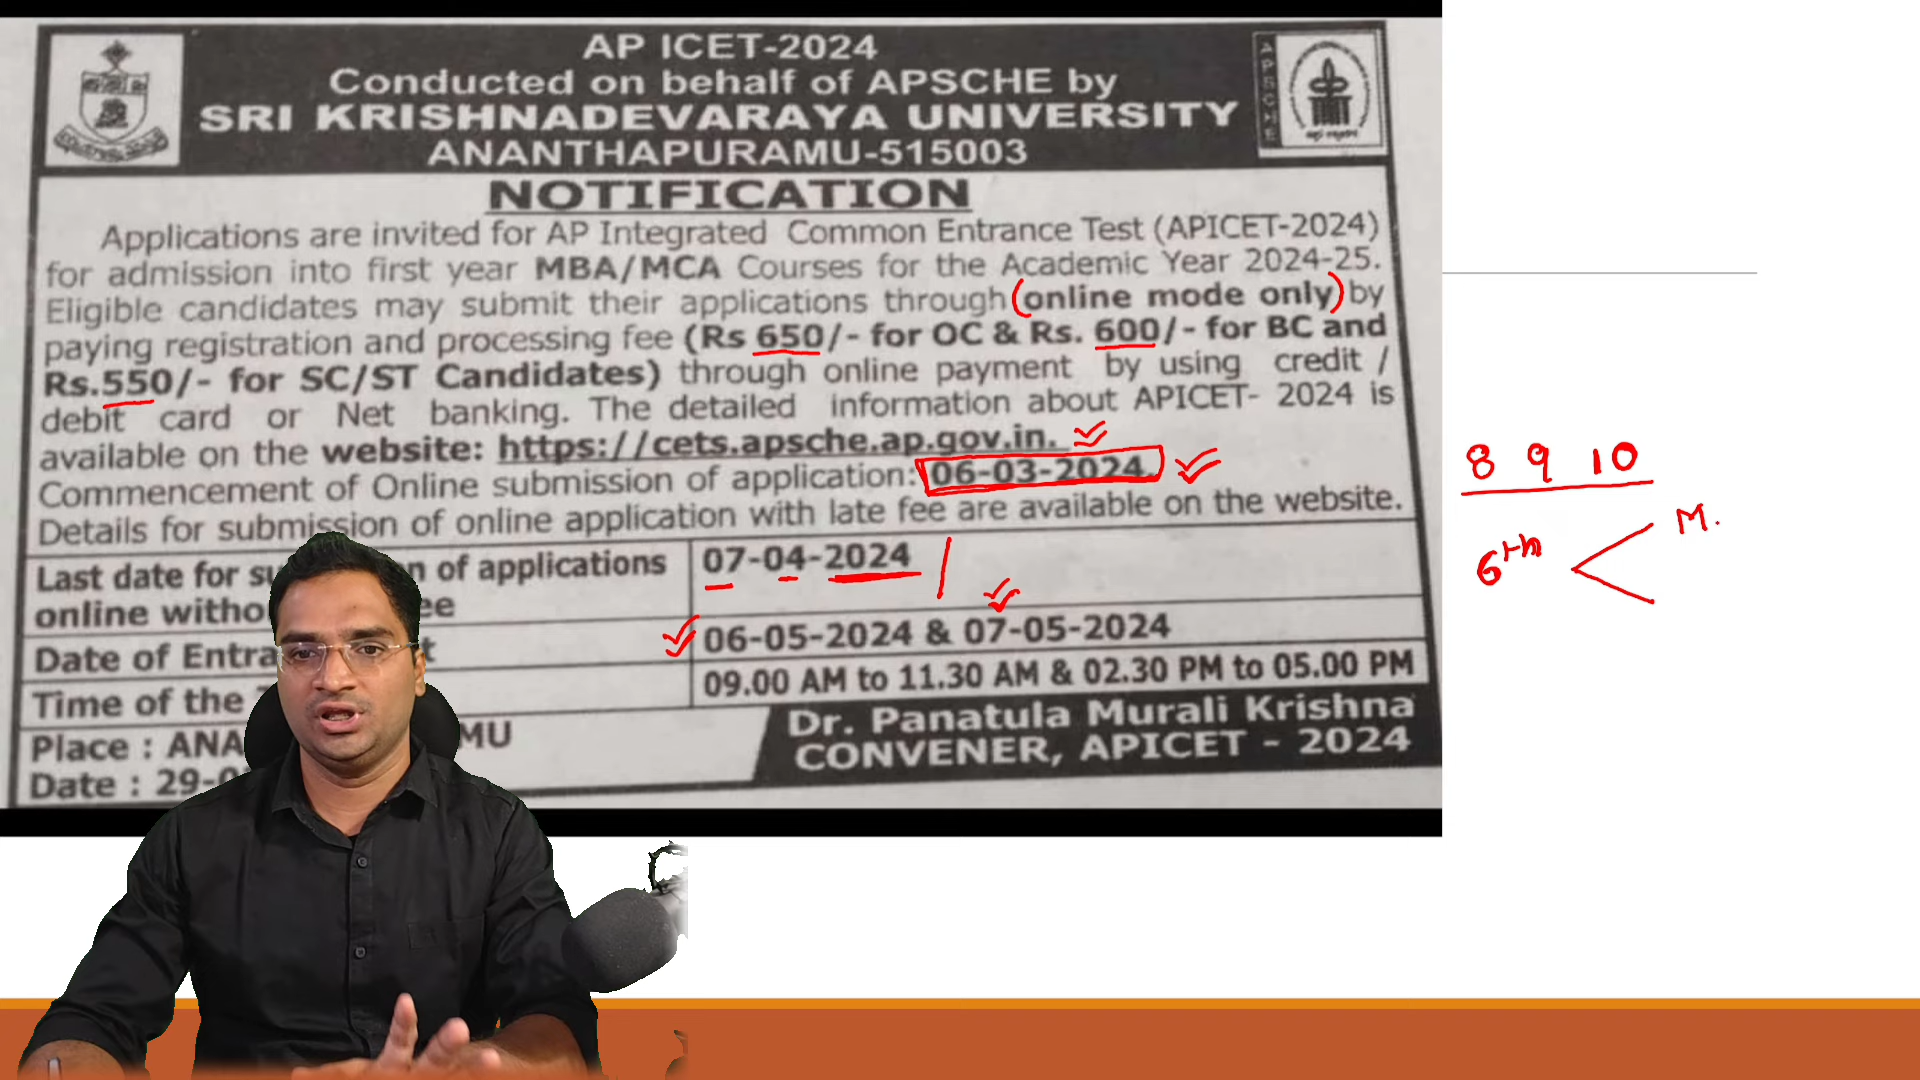 AP ICET-2024
Conducted on behalf of APSCHE by
SRI KRISHNADEVARAYA UNIVERSITY
ANANTHAPURAMU-515003
APSCHE
NOTIFICATION
Applications are invited for AP Integrated Common Entrance Test (APICET-2024)
for admission into first year MBA/MCA Courses for the Academic Year 2024-25.
Eligible candidates may submit their applications through (online mode only) by
paying registration and processing fee (Rs 650/- for OC & Rs. 600/- for BC and
Rs.550/- for SC/ST Candidates) through online payment by using credit /
debit card or Net banking. The detailed information about APICET- 2024 is
available on the website: https://cets.apsche.ap.gov.in.
Commencement of Online submission of application: 06-03-2024
Details for submission of online application with late fee are available on the website.
Last date for su n of applications
online witho ee
07-04-2024
Date of Entra t
06-05-2024 & 07-05-2024
Time of the T
09.00 AM to 11.30 AM & 02.30 PM to 05.00 PM
Place : ANA MU
Date : 29-0
Dr. Panatula Murali Krishna
CONVENER, APICET - 2024
8 9 10
6th
M.